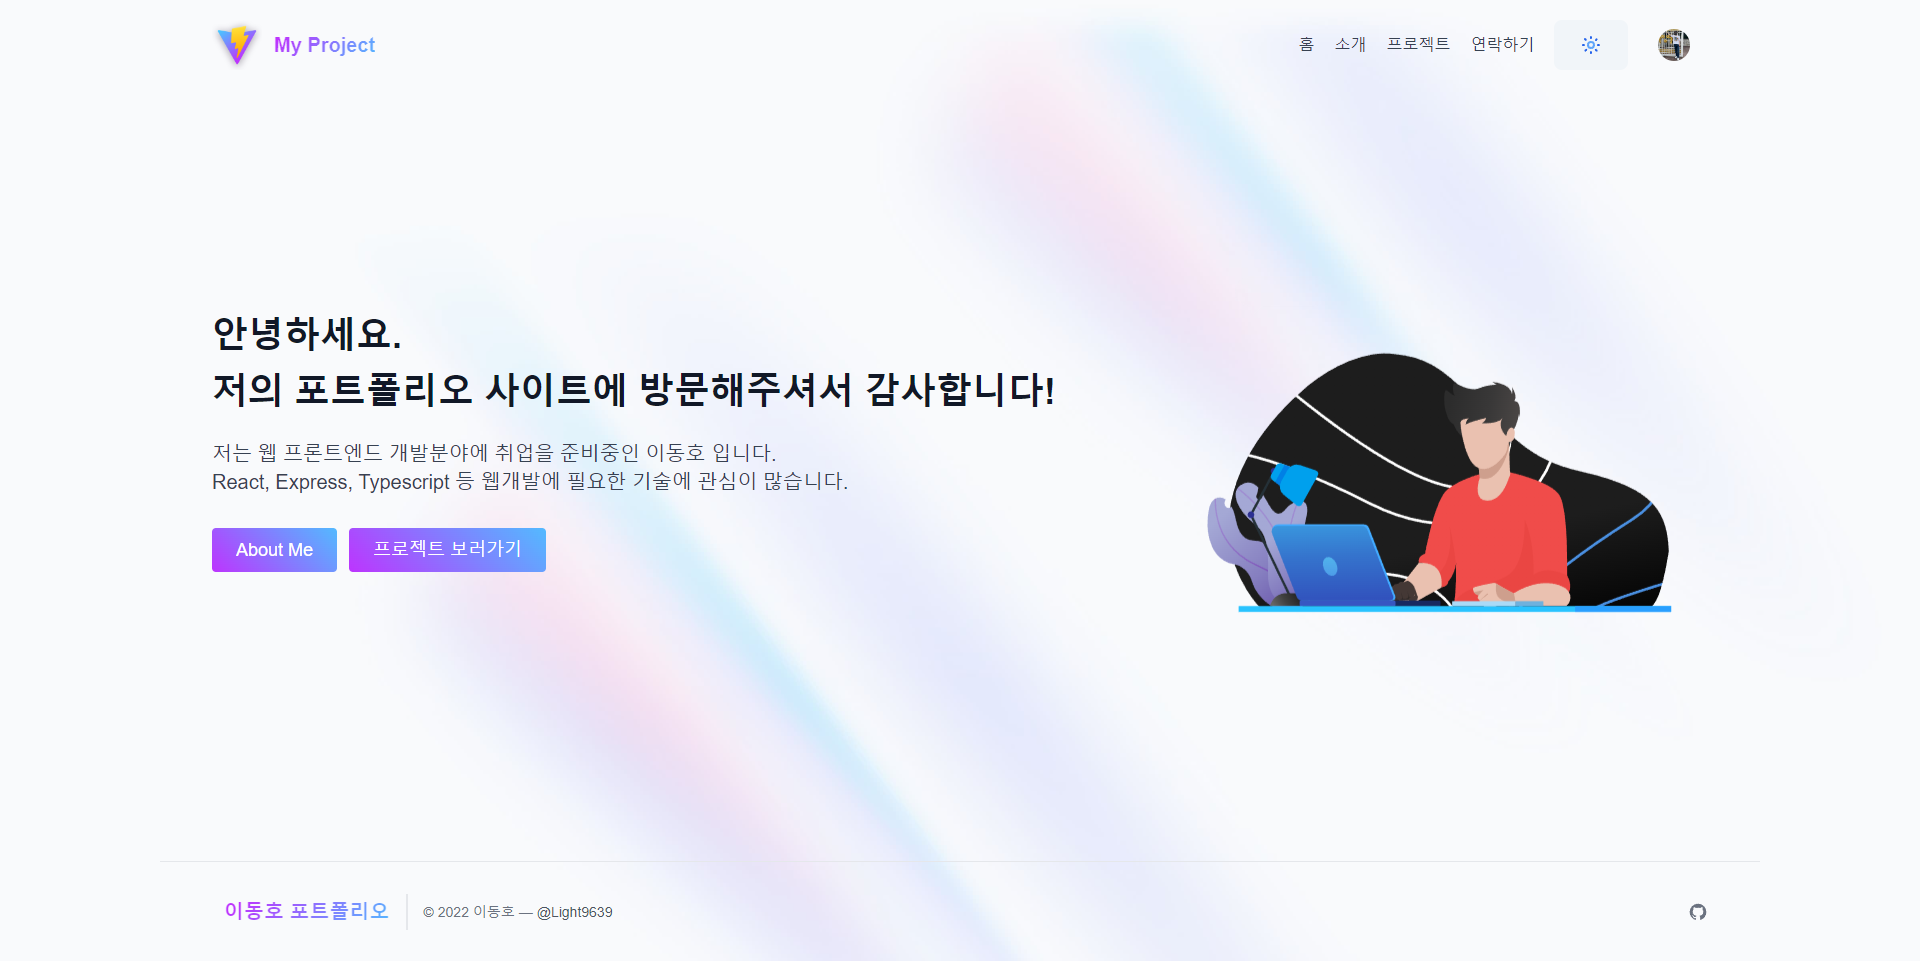 My Project
홈 소개 프로젝트 연락하기
안녕하세요.
저의 포트폴리오 사이트에 방문해주셔서 감사합니다!
저는 웹 프론트엔드 개발분야에 취업을 준비중인 이동호 입니다.
React, Express, Typescript 등 웹개발에 필요한 기술에 관심이 많습니다.
About Me
프로젝트 보러가기
이동호 포트폴리오
© 2022 이동호 — @Light9639